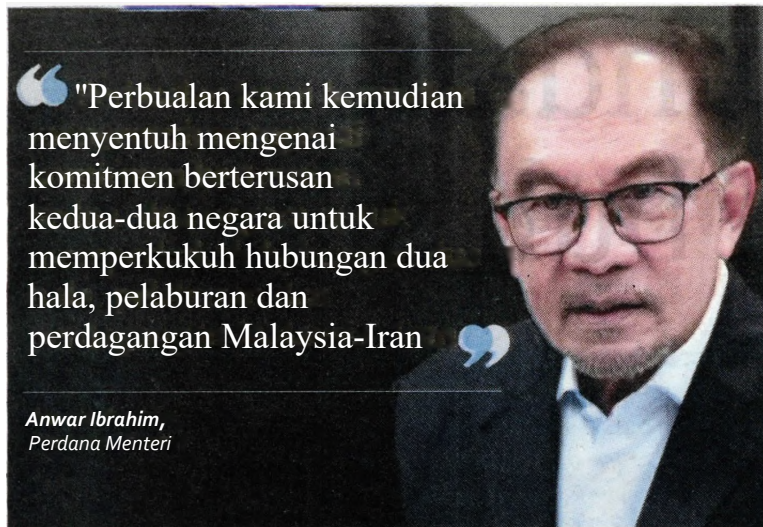 "Perbualan kami kemudian
menyentuh mengenai
komitmen berterusan
kedua-dua negara untuk
memperkukuh hubungan dua
hala, pelaburan dan
perdagangan Malaysia-Iran
Anwar Ibrahim,
Perdana Menteri